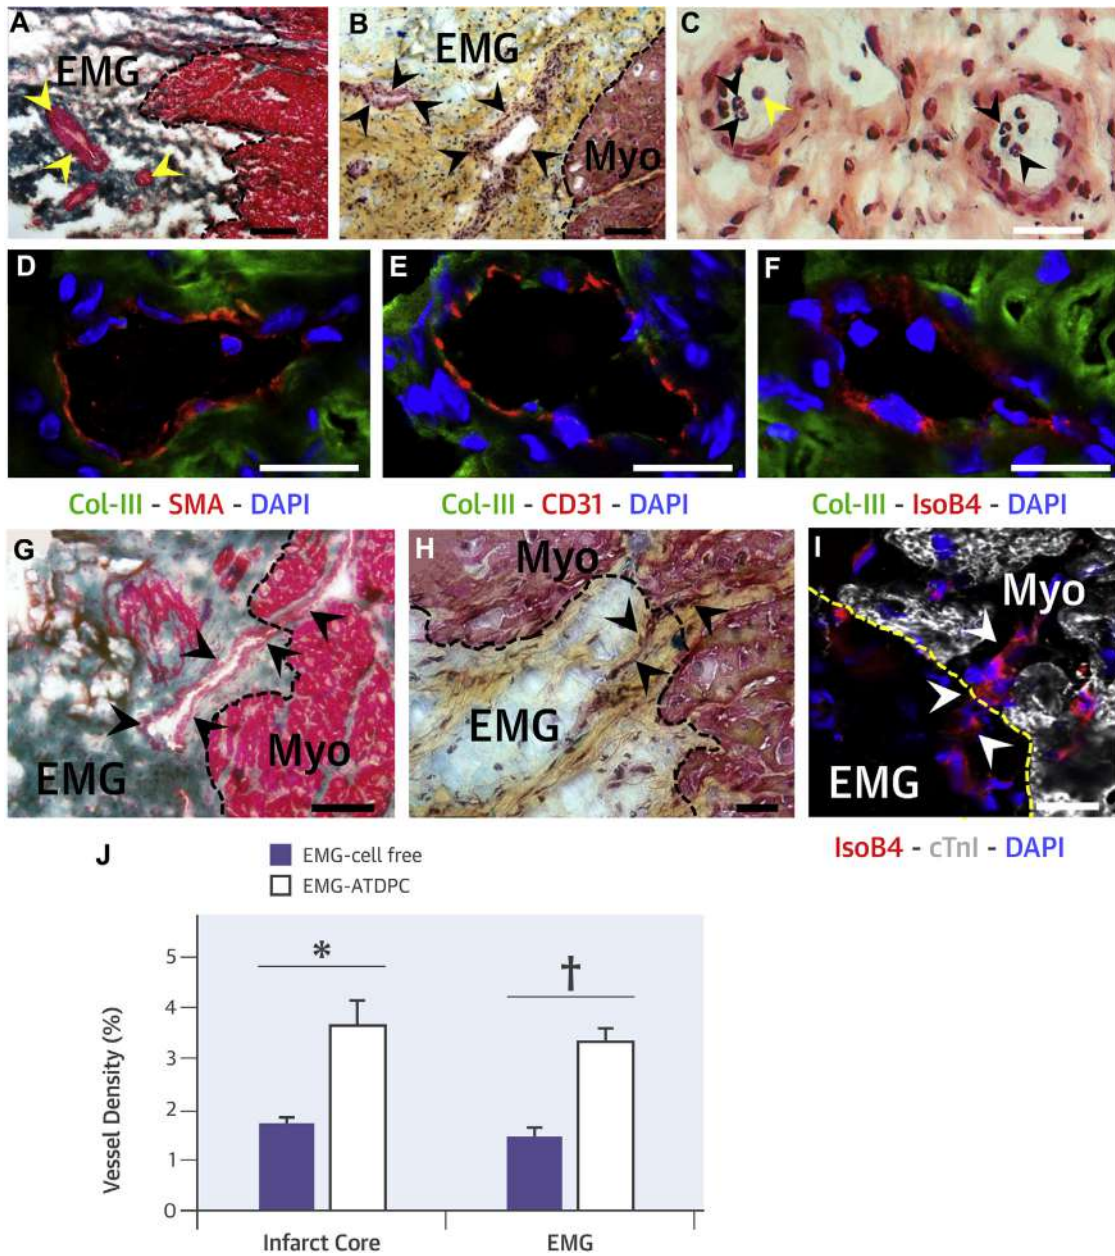 A
EMG
B
EMG
Myo
C
D
E
F
Col-III - SMA - DAPI
Col-III - CD31 - DAPI
Col-III - IsoB4 - DAPI
G
EMG
Myo
H
Myo
EMG
I
Myo
EMG
IsoB4 - cTnI - DAPI
J
EMG-cell free
EMG-ATDPC
Vessel Density (%)
5
4
3
2
1
0
*
†
Infarct Core
EMG